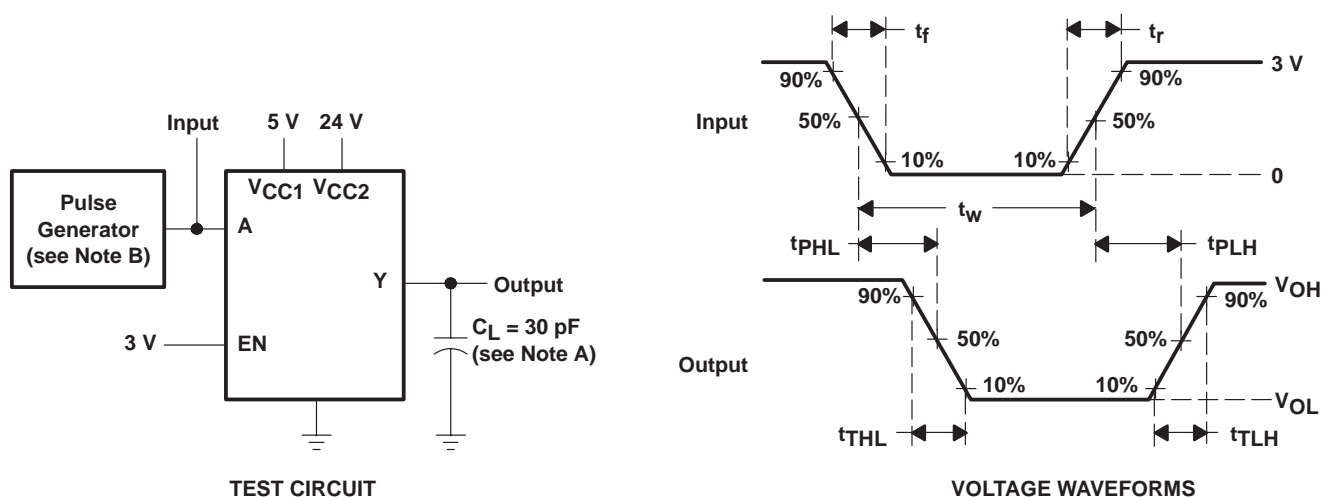 Input
5 V
24 V
VCC1
VCC2
Pulse
Generator
(see Note B)
A
Y
Output
CL = 30 pF
(see Note A)
3 V
EN
TEST CIRCUIT
tf
tr
3 V
90%
90%
Input
50%
50%
10%
10%
0
tw
tPHL
tPLH
VOH
90%
90%
50%
50%
Output
10%
10%
VOL
tTHL
tTLH
VOLTAGE WAVEFORMS